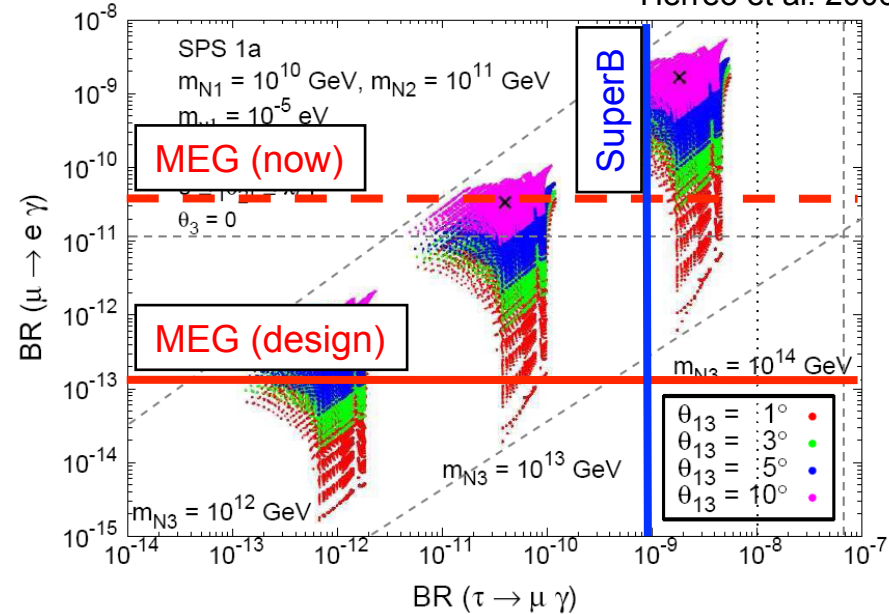 et al. 200
SPS 1a
m_N1 = 10^10 GeV, m_N2 = 10^11 GeV
= 10^-5 eV
MEG (now)
θ_3 = 0
SuperB
MEG (design)
m_N3 = 10^14 GeV
m_N3 = 10^13 GeV
m_N3 = 10^12 GeV
θ_13 = 1°
θ_13 = 3°
θ_13 = 5°
θ_13 = 10°
BR (μ → e γ)
10^-8
10^-9
10^-10
10^-11
10^-12
10^-13
10^-14
10^-15
10^-14 10^-13 10^-12 10^-11 10^-10 10^-9 10^-8 10^-7
BR (τ → μ γ)